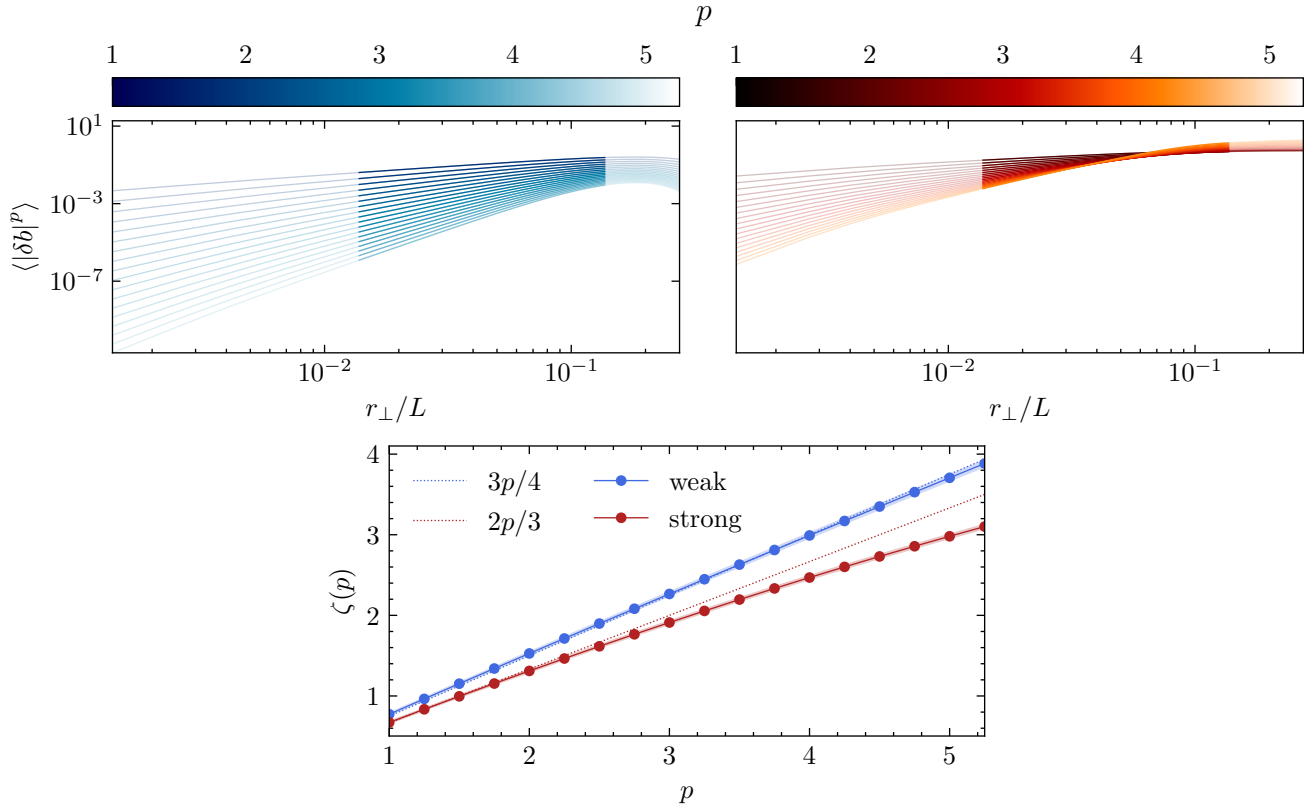 p
1 2 3 4 5
1 2 3 4 5
10^1
10^−3
10^−7
⟨|δb|^p⟩
10^−2 10^−1
10^−2 10^−1
r⊥/L
r⊥/L
4
3
2
1
ζ(p)
3p/4
2p/3
weak
strong
1 2 3 4 5
p